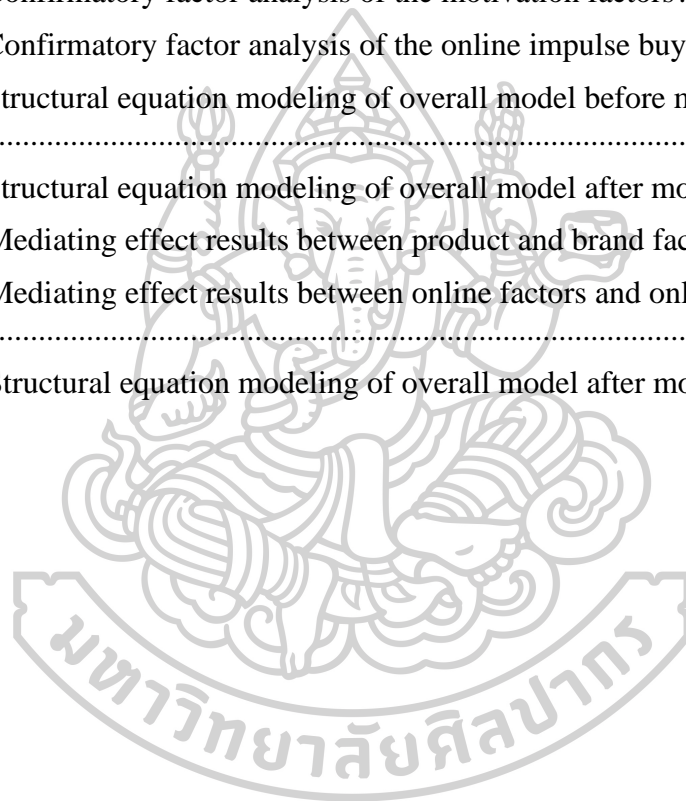 Confirmatory factor analysis of the motivation factors.
Confirmatory factor analysis of the online impulse buy
tructural equation modeling of overall model before m
................................................................................
tructural equation modeling of overall model after mo
Mediating effect results between product and brand fac
Mediating effect results between online factors and onl
................................................................................
Structural equation modeling of overall model after mo
มหาวิทยาลัยศิลปากร